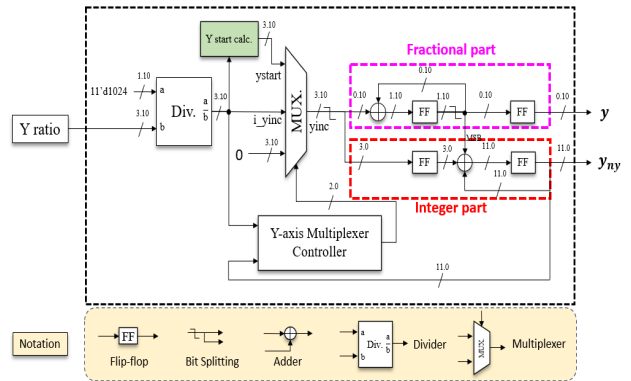 Y start calc.
3.10
Fractional part
11'd1024
1.10
a
3.10
Div.
a
b
b
3.10
Y ratio
ystart
i_yinc
0
3.10
MUX.
3.10
yinc
0.10
0.10
1.10
FF
1.10
0.10
FF
0.10
y
MSB
3.0
FF
3.0
11.0
FF
11.0
11.0
yny
Integer part
2.0
Y-axis Multiplexer
Controller
11.0
Notation
FF
Flip-flop
Bit Splitting
Adder
a
b
Div.
a
b
Divider
MUX
Multiplexer